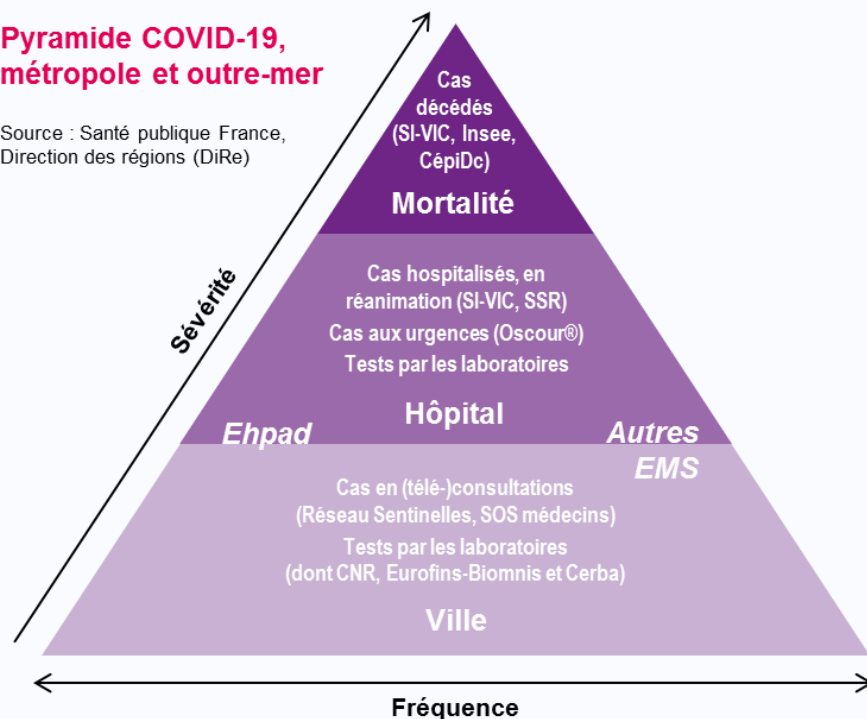 Pyramide COVID-19,
métropole et outre-mer
Source : Santé publique France,
Direction des régions (DiRe)
Sévérité
Cas
décédés
(SI-VIC, Insee,
CépiDc)
Mortalité
Cas hospitalisés, en
réanimation (SI-VIC, SSR)
Cas aux urgences (Oscour®)
Tests par les laboratoires
Hôpital
Ehpad
Autres
EMS
Cas en (télé-)consultations
(Réseau Sentinelles, SOS médecins)
Tests par les laboratoires
(dont CNR, Eurofins-Biomnis et Cerba)
Ville
Fréquence